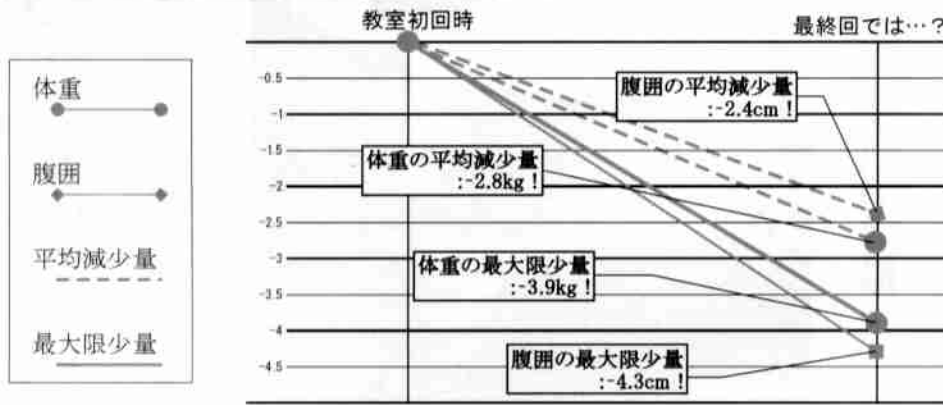 体重
腹囲
平均減少量
最大限少量
教室初回時
最終回では…？
-0.5
-1
-1.5
-2
-2.5
-3
-3.5
-4
-4.5
腹囲の平均減少量
:-2.4cm！
体重の平均減少量
:-2.8kg！
体重の最大限少量
:-3.9kg！
腹囲の最大限少量
:-4.3cm！